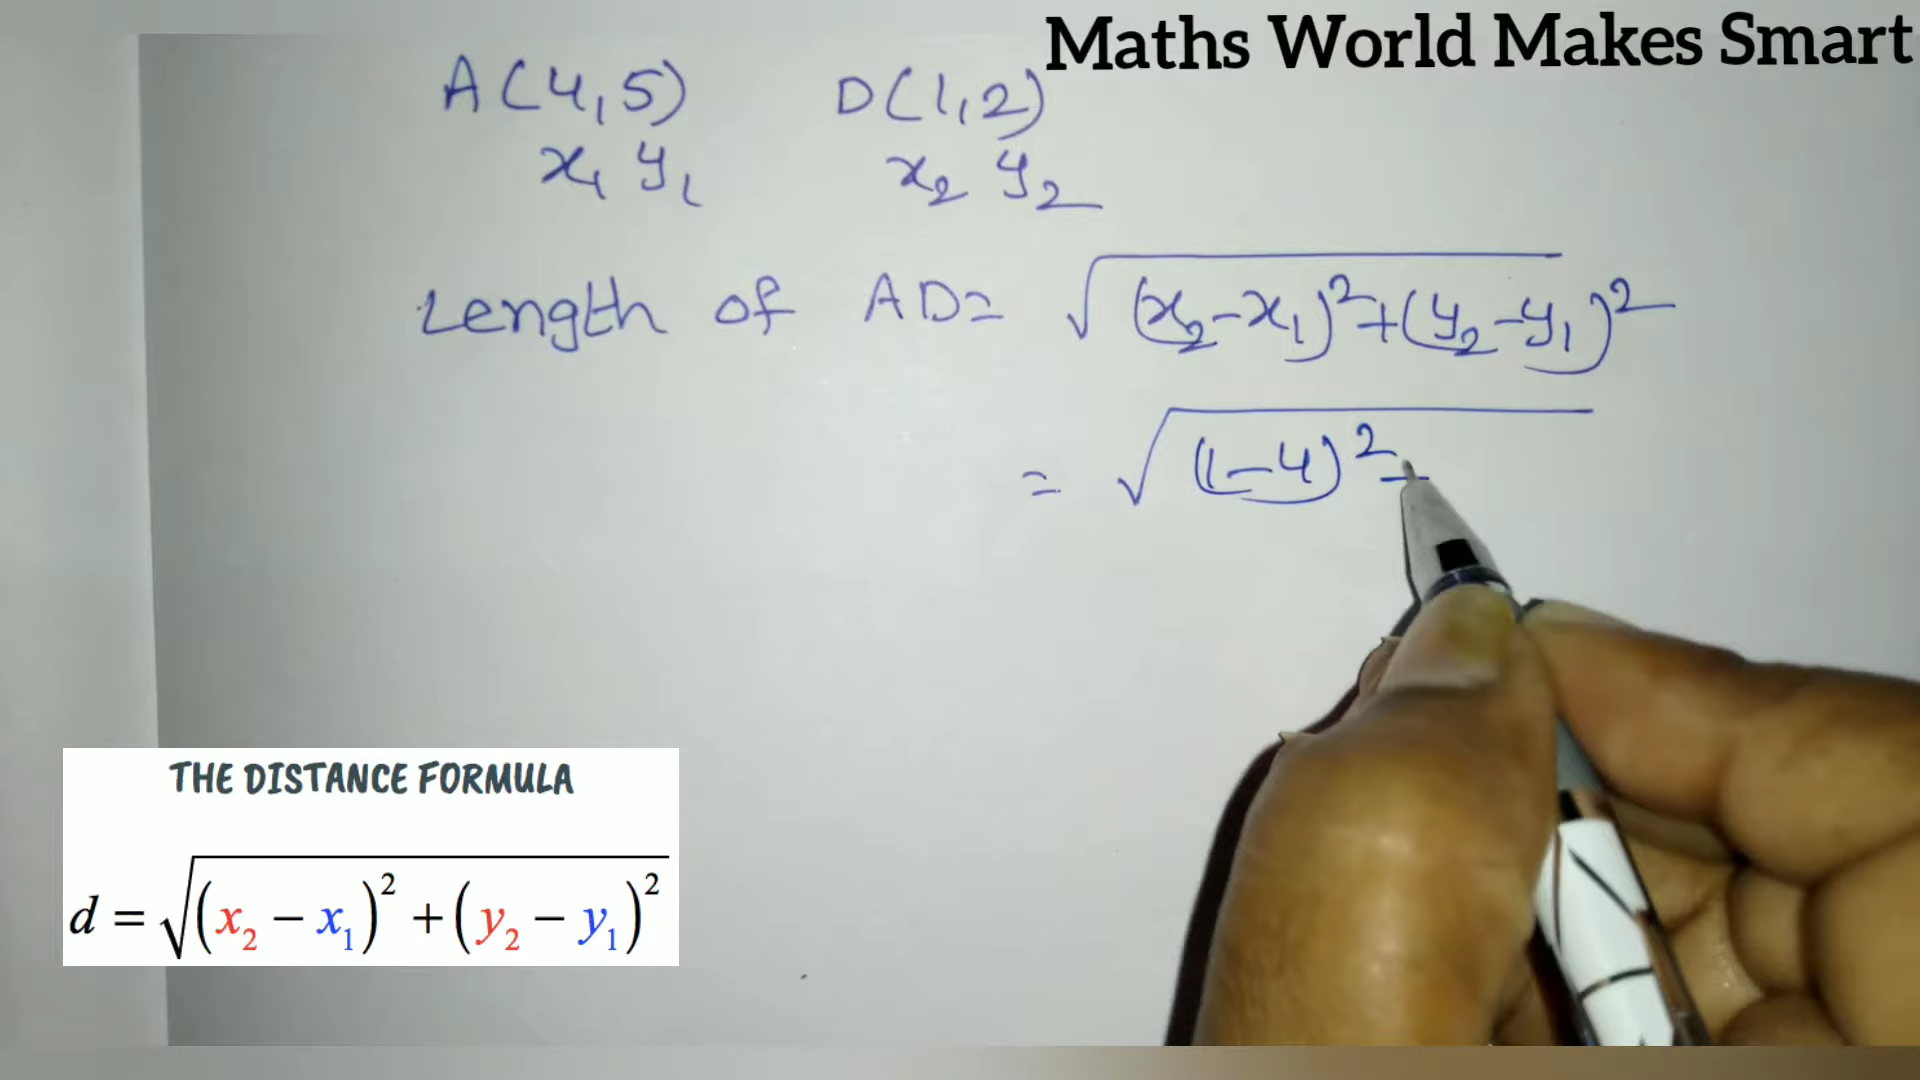 Maths World Makes Smart
A(4,5) D(1,2)
x₁ y₁ x₂ y₂
Length of AD = √(x₂-x₁)²+(y₂-y₁)²
= √(1-4)²-
THE DISTANCE FORMULA
d = √(x₂ − x₁)² + (y₂ − y₁)²